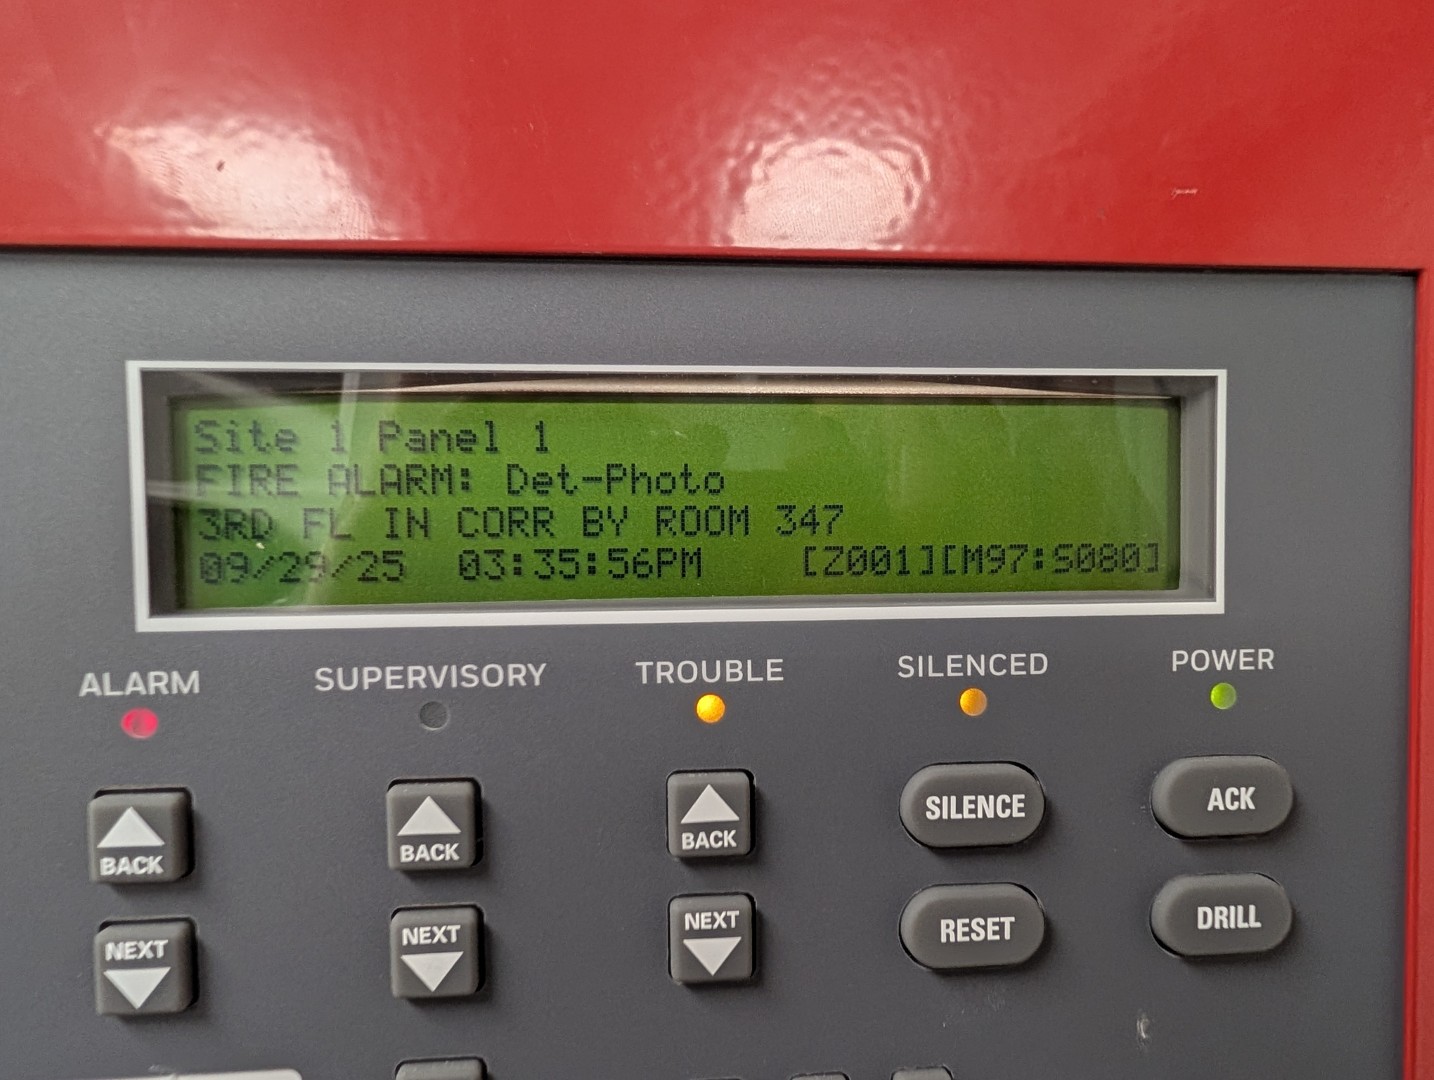 Site 1 Panel 1
FIRE ALARM: Det-Photo
3RD FL IN CORR BY ROOM 347
09/29/25 03:35:56PM [Z001][M97:S080]
ALARM SUPERVISORY TROUBLE SILENCED POWER
BACK BACK BACK SILENCE ACK
NEXT NEXT NEXT RESET DRILL